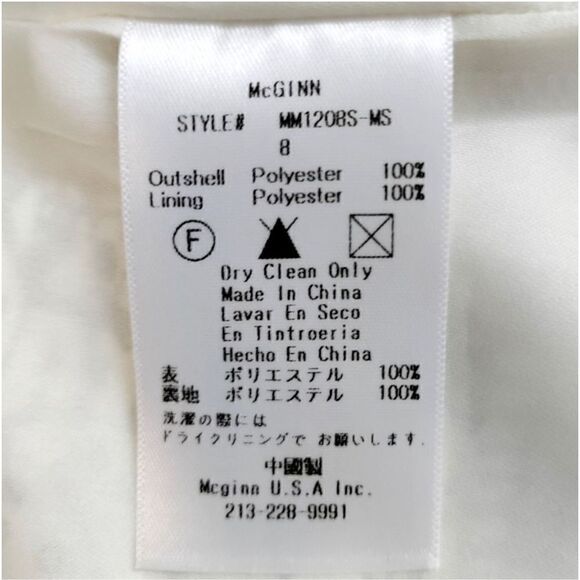 McGINN
STYLE# MM1208S-MS
8
Outshell Polyester 100%
Lining Polyester 100%
F
Dry Clean Only
Made In China
Lavar En Seco
En Tintroeria
Hecho En China
表 ポリエステル 100%
裏地 ポリエステル 100%
洗濯の際には
ドライクリニングで お願いします.
中國製
Mcginn U.S.A Inc.
213-228-9991